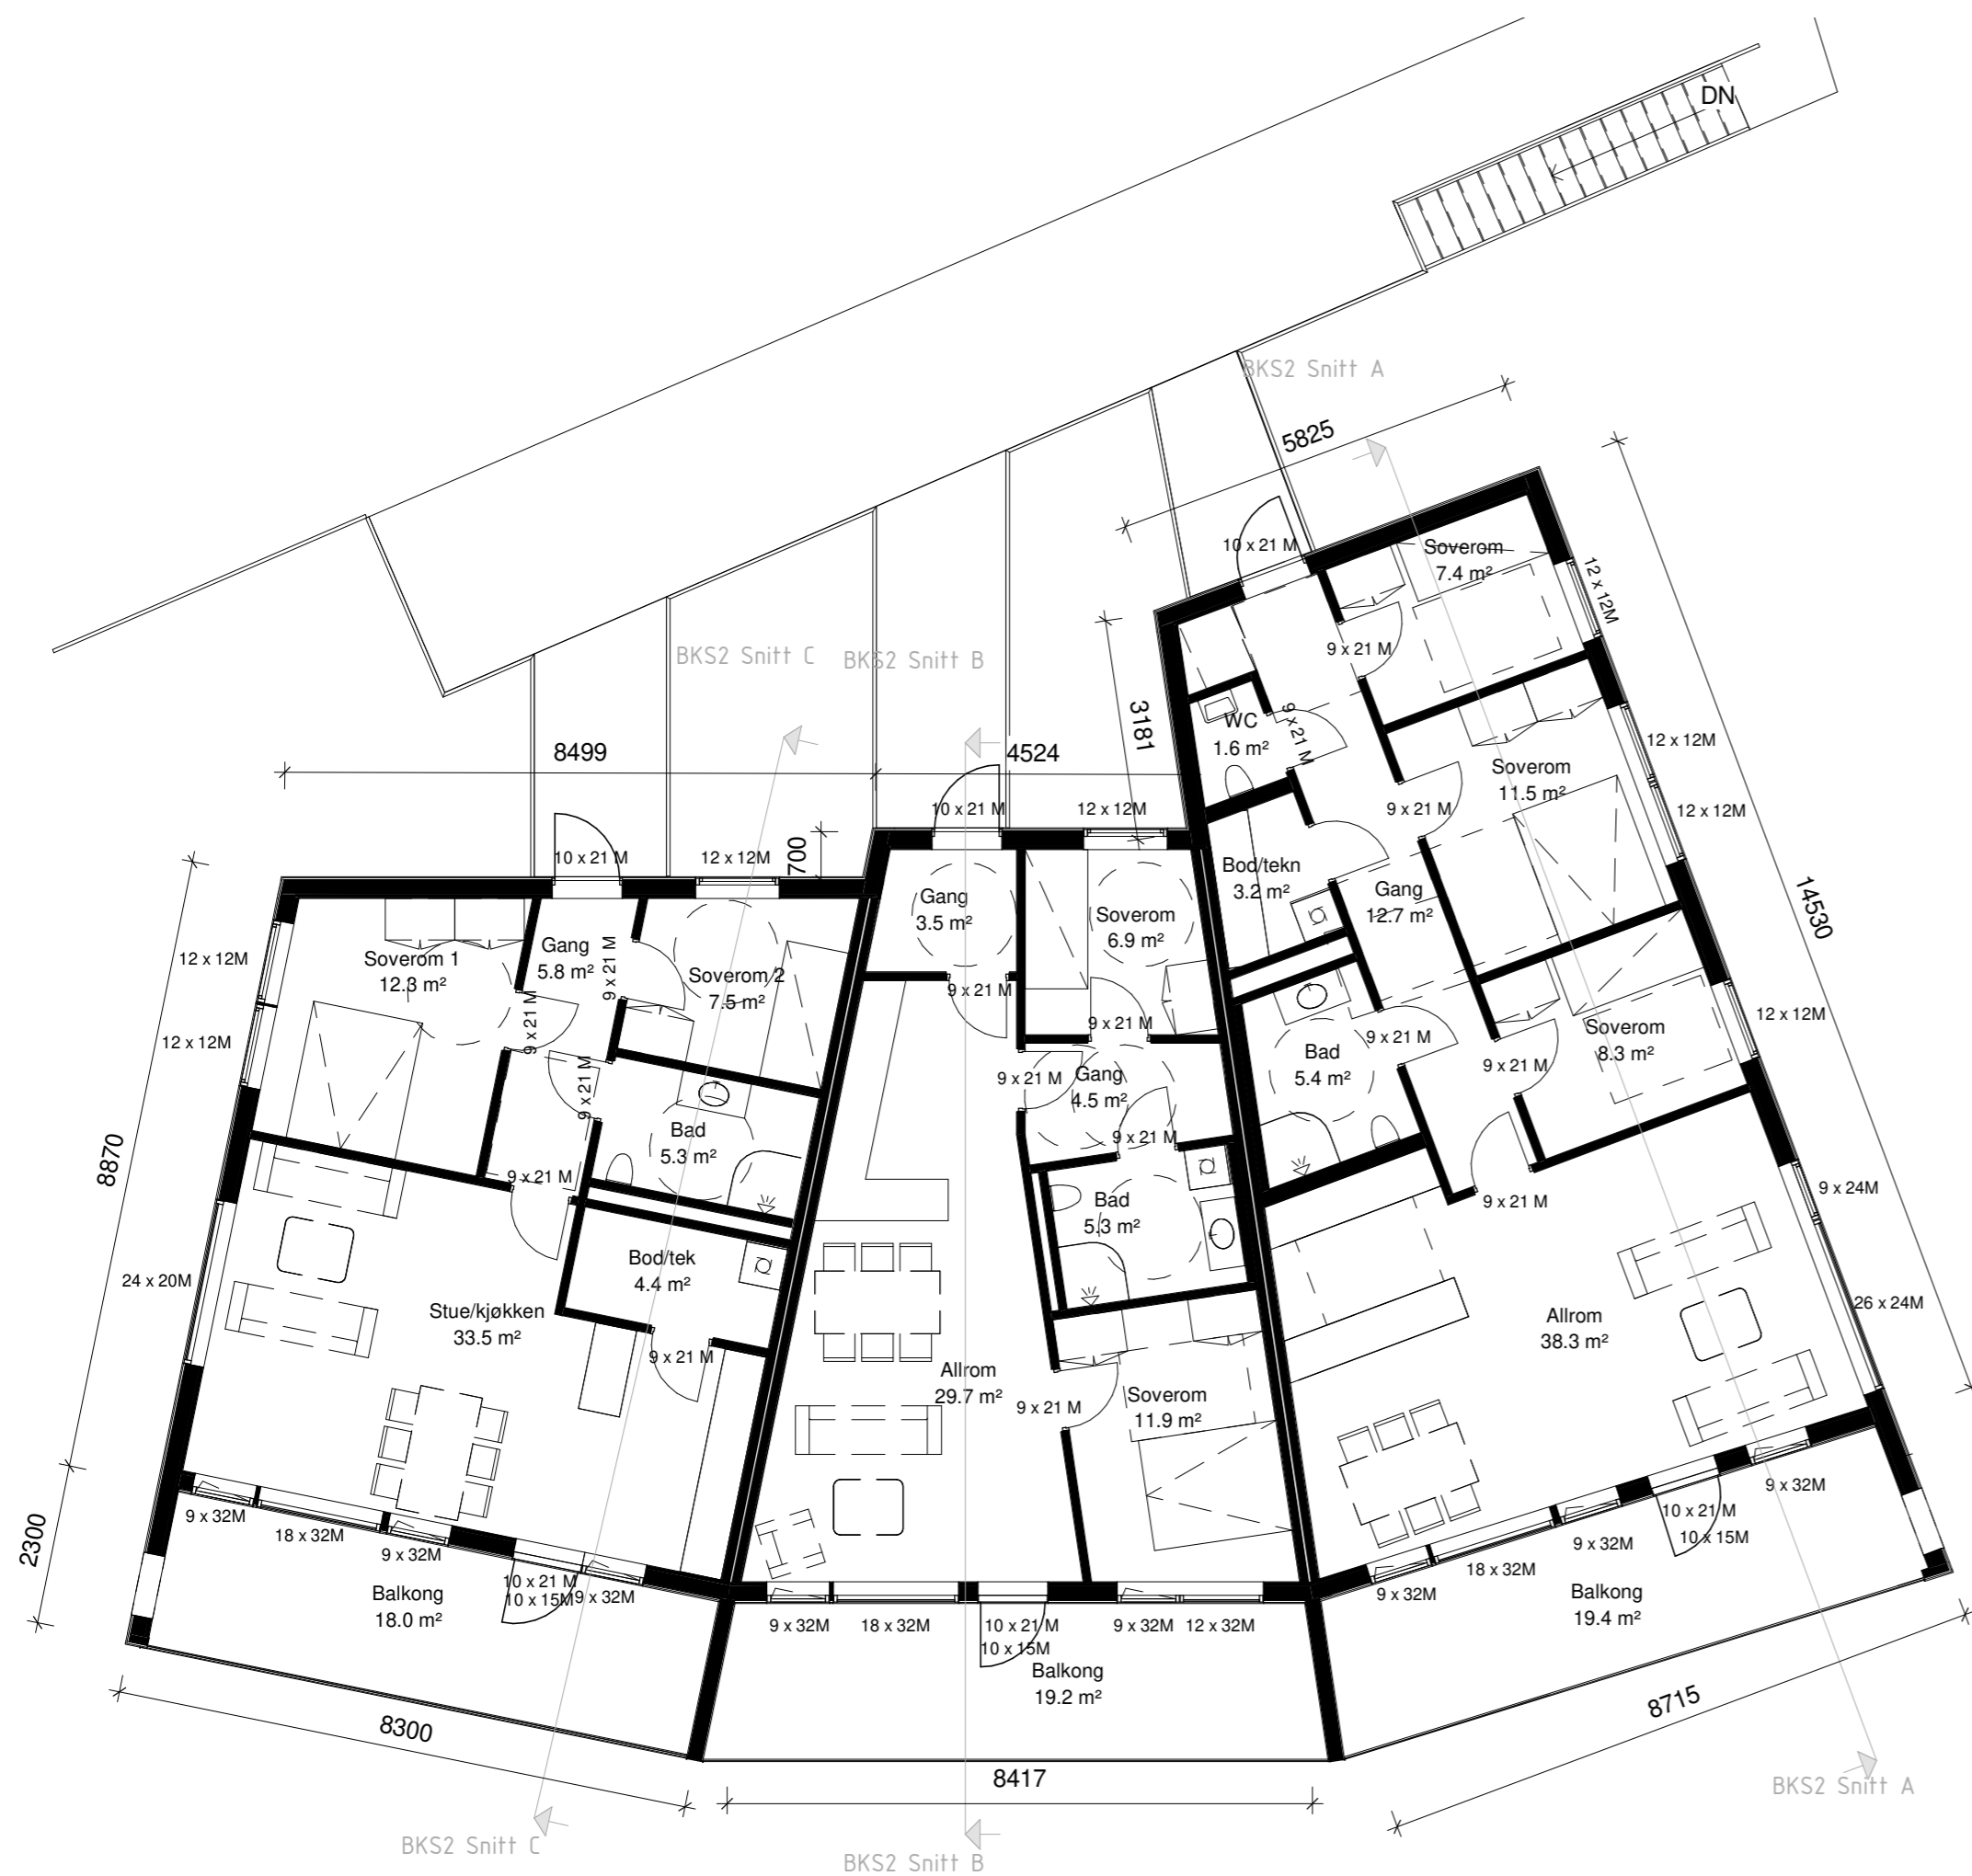 DN
BKS2 Snitt A
5825
10 x 21 M
Soverom
7.4 m²
12 x 12M
9 x 21 M
BKS2 Snitt C
BKS2 Snitt B
3181
WC
1.6 m²
9 x 21 M
12 x 12M
Soverom
11.5 m²
12 x 12M
9 x 21 M
8499
4524
10 x 21 M
12 x 12M
700
10 x 21 M
12 x 12M
Bod/tekn
3.2 m²
Gang
12.7 m²
14530
Gang
3.5 m²
Soverom
6.9 m²
12 x 12M
Soverom 1
12.3 m²
Gang
5.8 m²
9 x 21 M
Soverom 2
7.5 m²
9 x 21 M
9 x 21 M
12 x 12M
9 x 21 M
9 x 21 M
9 x 21 M
Soverom
8.3 m²
12 x 12M
Bad
5.4 m²
9 x 21 M
9 x 21 M
9 x 21 M
Gang
4.5 m²
8870
Bad
5.3 m²
9 x 21 M
9 x 21 M
Bad
5.3 m²
9 x 21 M
9 x 24M
24 x 20M
Bod/tek
4.4 m²
Stue/kjøkken
33.5 m²
26 x 24M
Allrom
38.3 m²
9 x 21 M
Allrom
29.7 m²
9 x 21 M
Soverom
11.9 m²
2300
9 x 32M
18 x 32M
9 x 32M
10 x 21 M
10 x 15M
9 x 32M
Balkong
18.0 m²
9 x 32M
18 x 32M
10 x 21 M
10 x 15M
9 x 32M
12 x 32M
Balkong
19.2 m²
9 x 32M
18 x 32M
9 x 32M
10 x 21 M
10 x 15M
9 x 32M
Balkong
19.4 m²
8300
8417
8715
BKS2 Snitt C
BKS2 Snitt B
BKS2 Snitt A